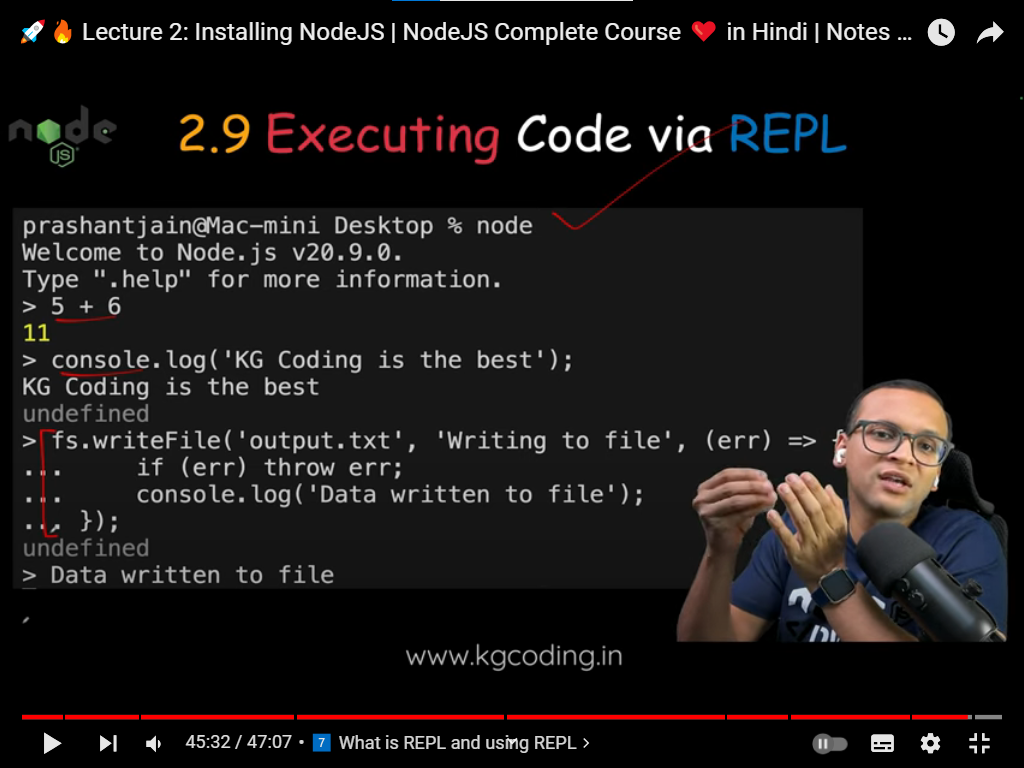 🚀🔥 Lecture 2: Installing NodeJS | NodeJS Complete Course ❤️ in Hindi | Notes ...
node
JS
2.9 Executing Code via REPL
prashantjain@Mac-mini Desktop % node
Welcome to Node.js v20.9.0.
Type ".help" for more information.
> 5 + 6
11
> console.log('KG Coding is the best');
KG Coding is the best
undefined
> fs.writeFile('output.txt', 'Writing to file', (err) => {
...     if (err) throw err;
...     console.log('Data written to file');
... });
undefined
> Data written to file
www.kgcoding.in
45:32 / 47:07 • 7 What is REPL and using REPL >